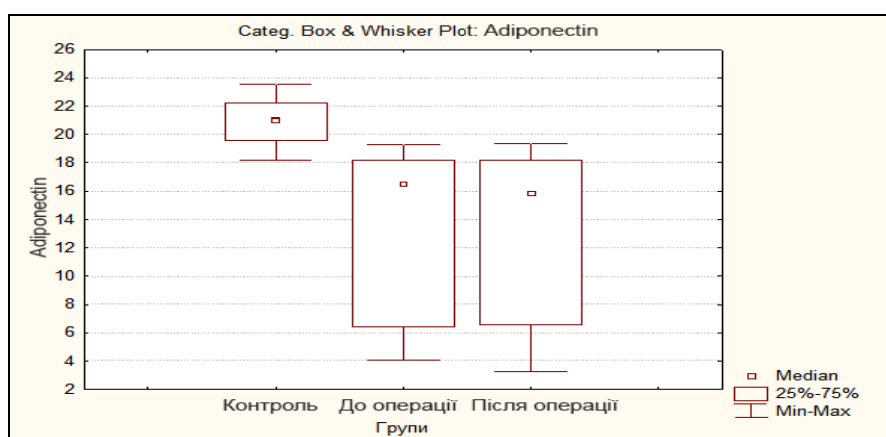 Categ. Box & Whisker Plot: Adiponectin
26
24
22
20
18
16
14
12
10
8
6
4
2
Adiponectin
Контроль До операції Після операції
Групи
Median
25%-75%
Min-Max